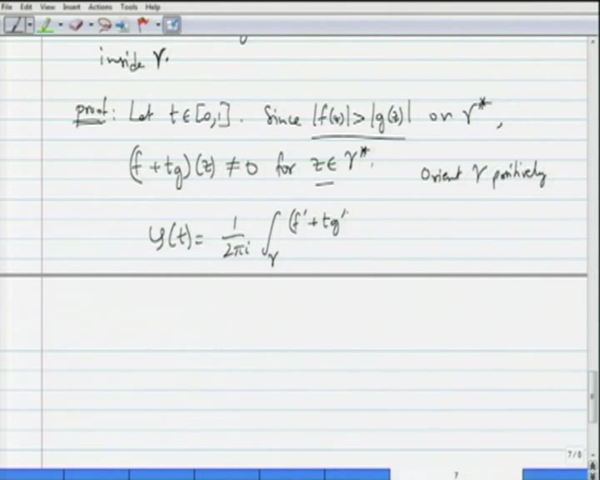 File Edit View Insert Actions Tools Help
inside γ.
proof: Let t ∈ [0,1]. Since |f(z)| > |g(z)| on γ*,
(f + tg)(z) ≠ 0 for z ∈ γ*.
Orient γ positively
φ(t) = 1/2πi ∫γ (f' + tg'
7/8
7